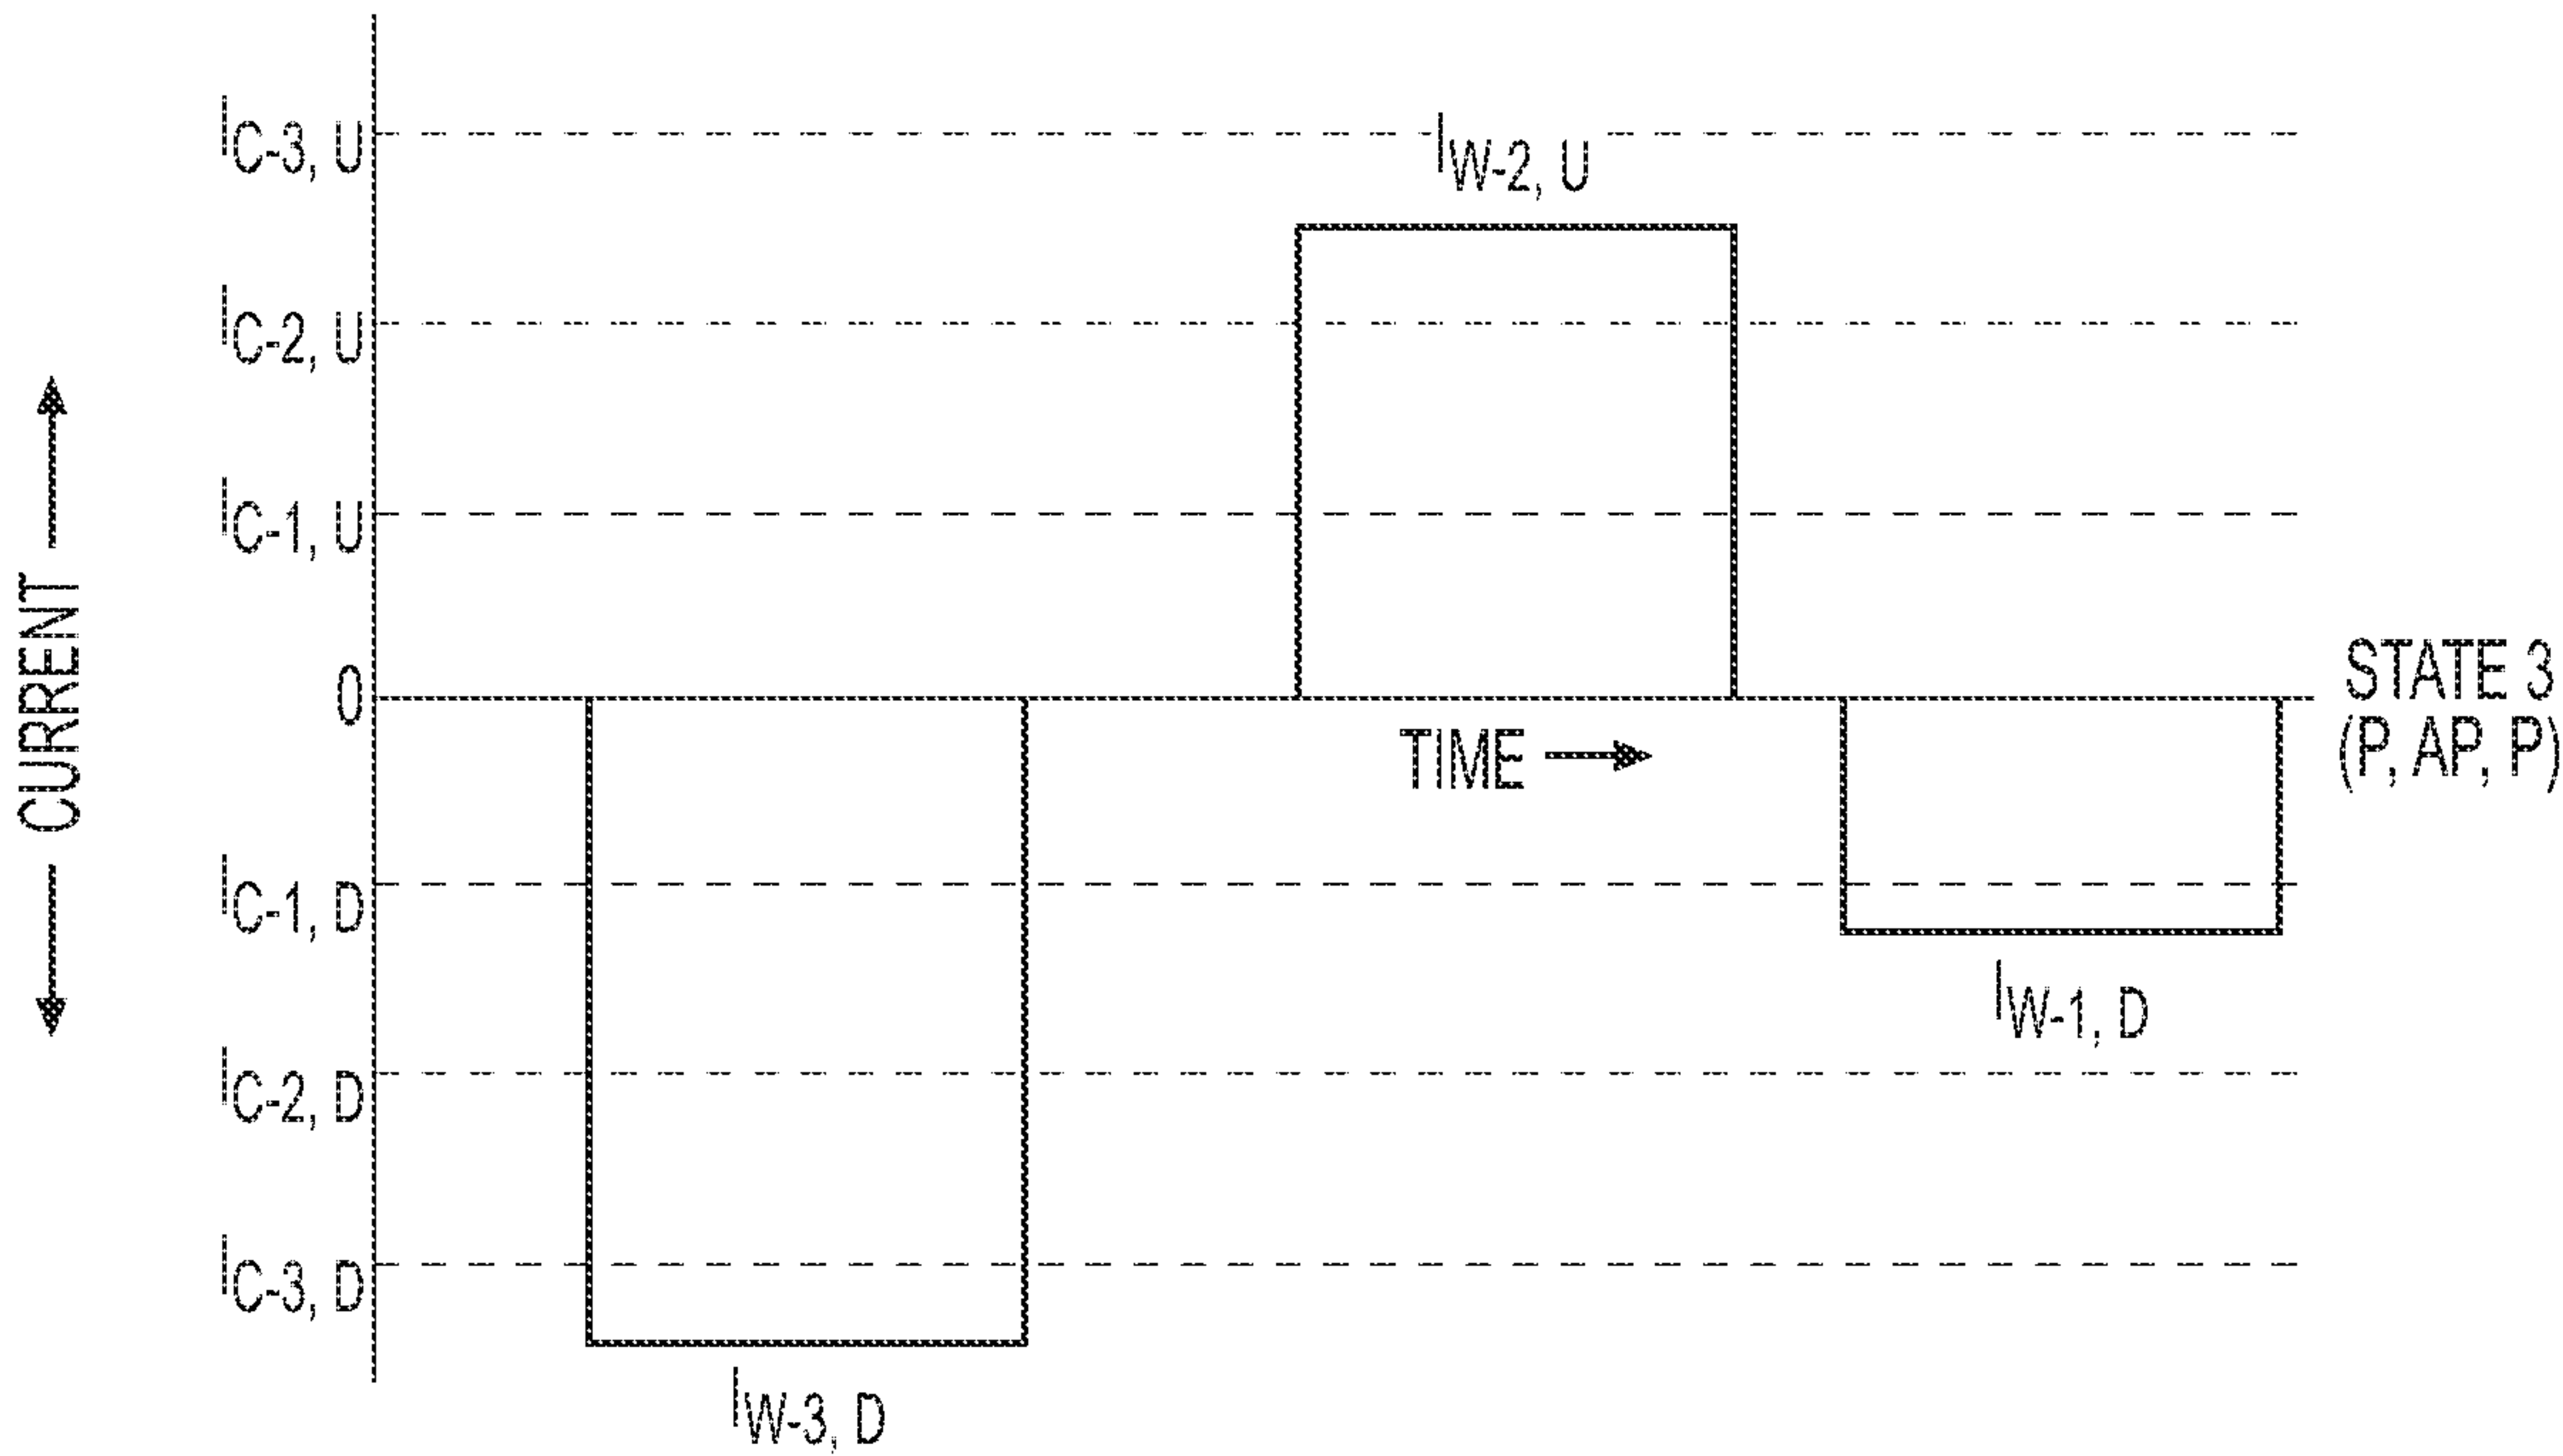 IC-3, U
IW-2, U
IC-2, U
IC-1, U
CURRENT
0
STATE 3
(P, AP, P)
TIME
IC-1, D
IW-1, D
IC-2, D
IC-3, D
IW-3, D